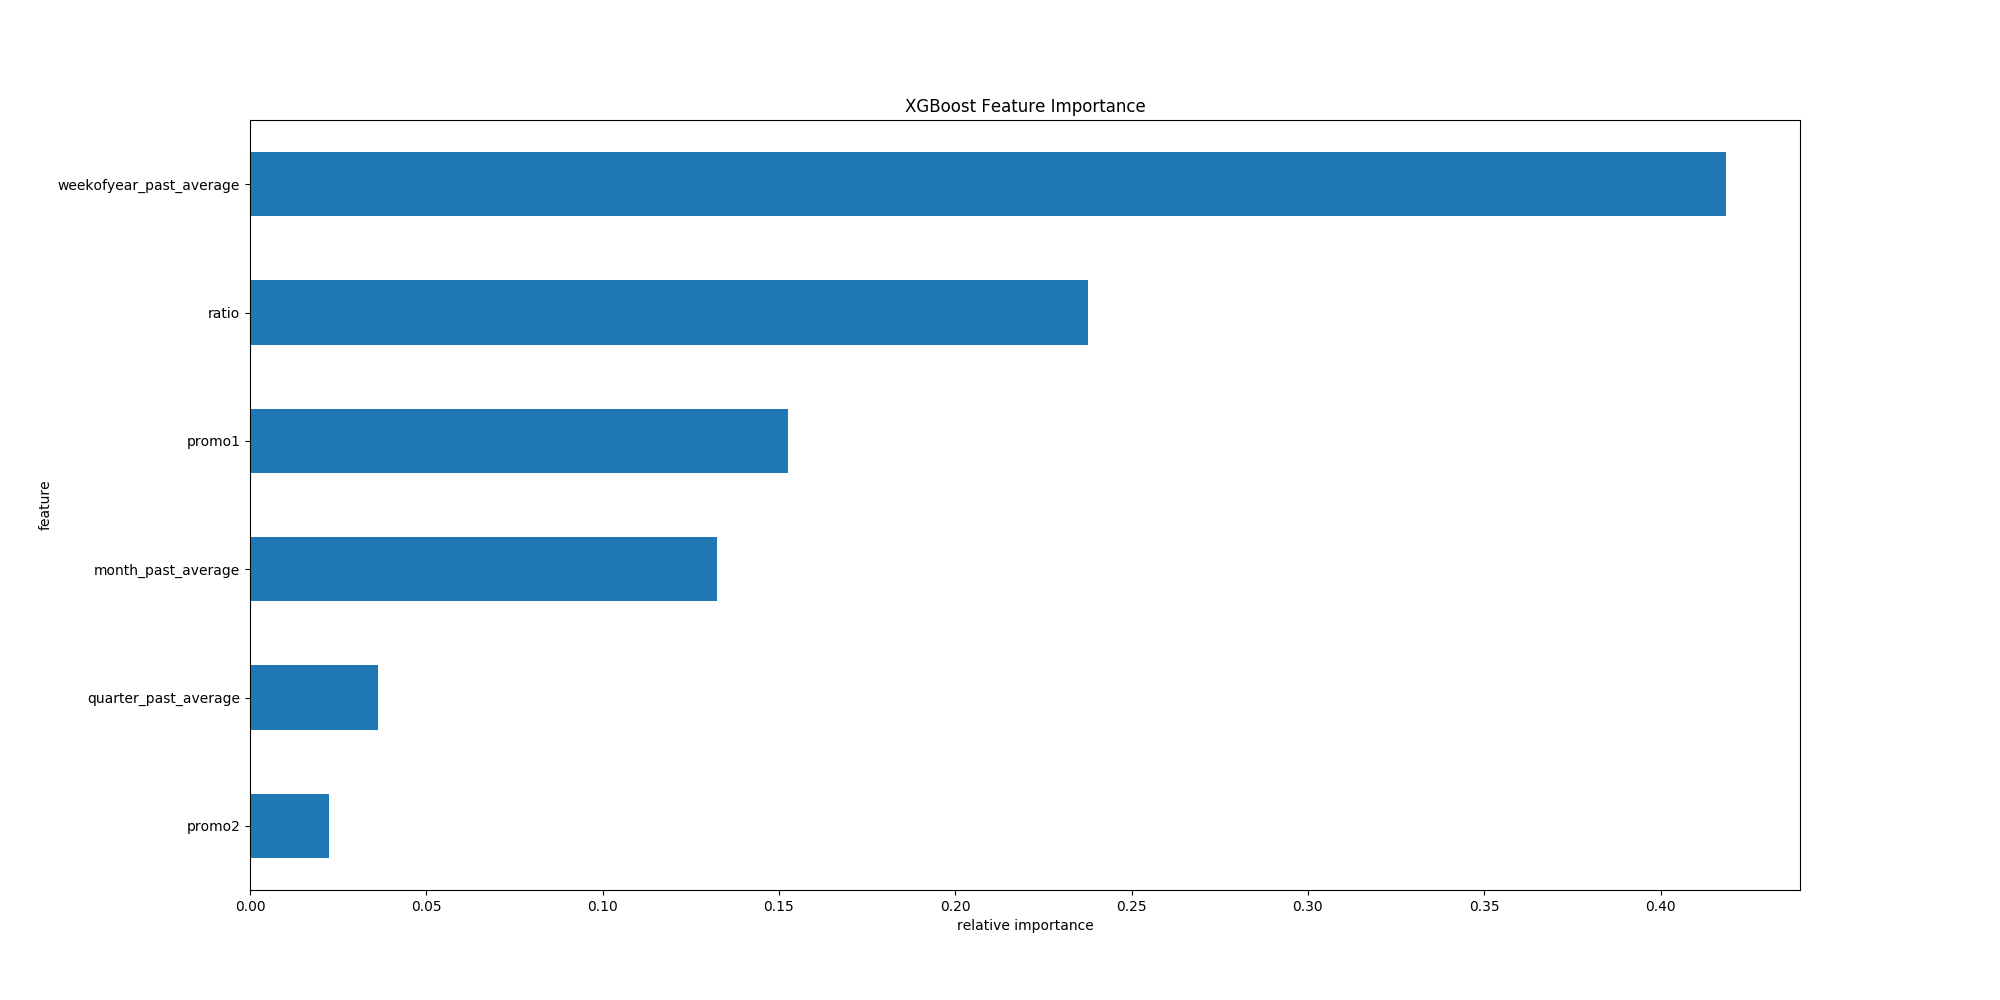 XGBoost Feature Importance
weekofyear_past_average
ratio
promo1
month_past_average
quarter_past_average
promo2
feature
0.00 0.05 0.10 0.15 0.20 0.25 0.30 0.35 0.40
relative importance